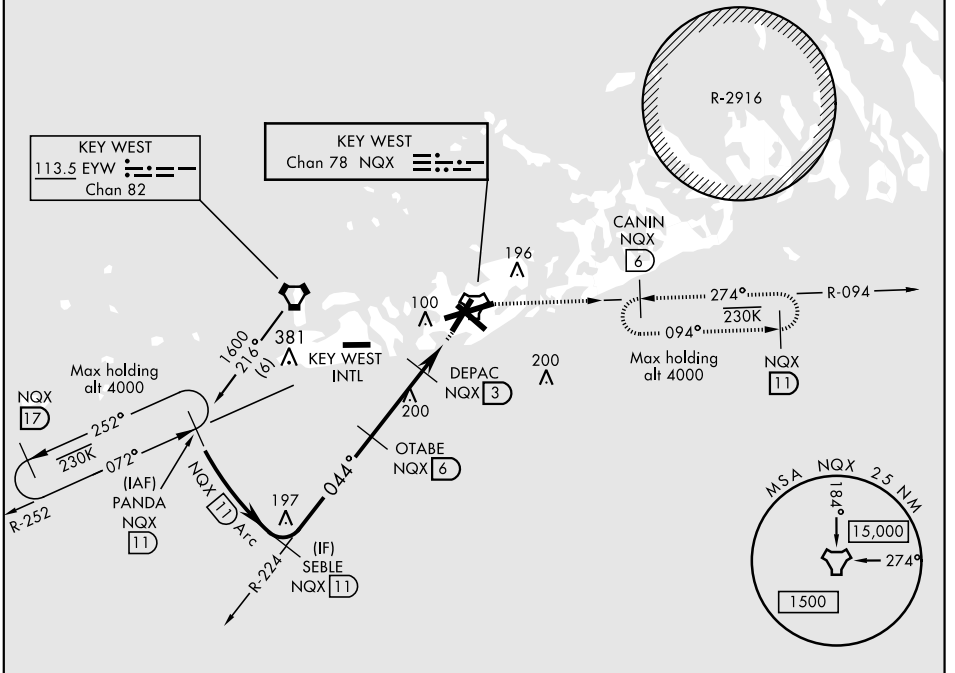 R-2916
KEY WEST
113.5 EYW
Chan 82
KEY WEST
Chan 78 NQX
CANIN
NQX
6
196
100
274°
R-094
230K
094°
Max holding
alt 4000
NQX
11
1600
216°
(6)
381
KEY WEST
INTL
Max holding
alt 4000
NQX
17
252°
230K
072°
R-252
(IAF)
PANDA
NQX
11
DEPAC
NQX 3
200
200
OTABE
NQX 6
044°
NQX 11 Arc
197
(IF)
SEBLE
NQX 11
R-224
MSA NQX 25 NM
184°
15,000
274°
1500